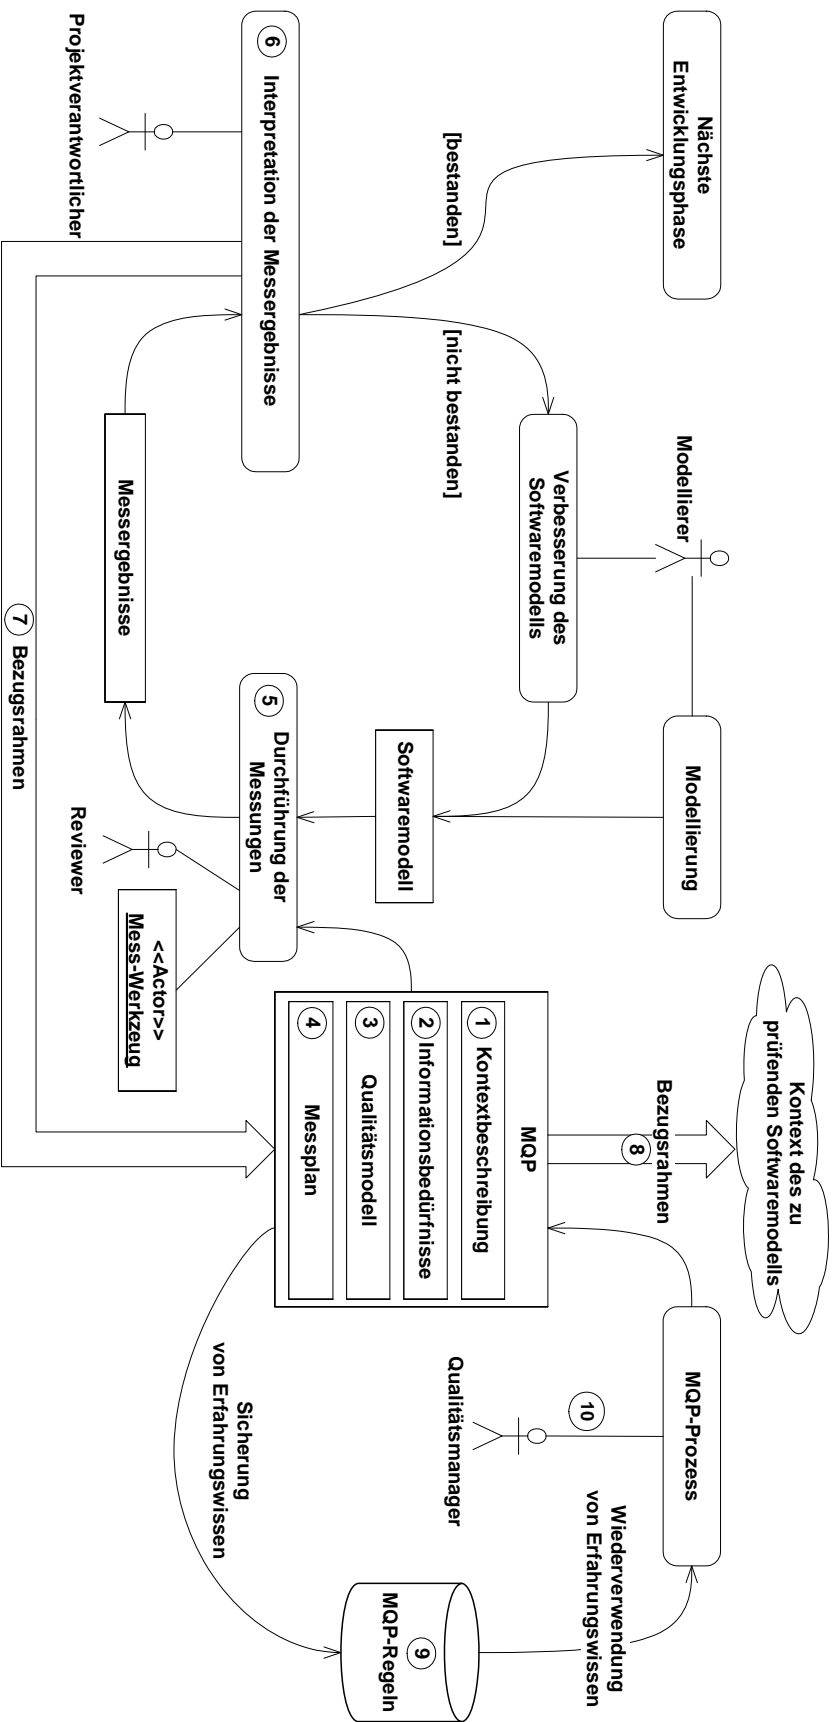 Nächste
Entwicklungsphase
Modellierer
Modellierung
Kontext des zu
prüfenden Softwaremodells
MQP-Prozess
[bestanden]
[nicht bestanden]
Verbesserung des
Softwaremodells
Softwaremodell
Bezugsrahmen
8
10
Qualitätsmanager
Wiederverwendung
von Erfahrungswissen
MQP
1 Kontextbeschreibung
2 Informationsbedürfnisse
3 Qualitätsmodell
4 Messplan
9
MQP-Regeln
6 Interpretation der Messergebnisse
Projektverantwortlicher
Messergebnisse
5 Durchführung der
Messungen
Reviewer
<<Actor>>
Mess-Werkzeug
Sicherung
von Erfahrungswissen
7 Bezugsrahmen